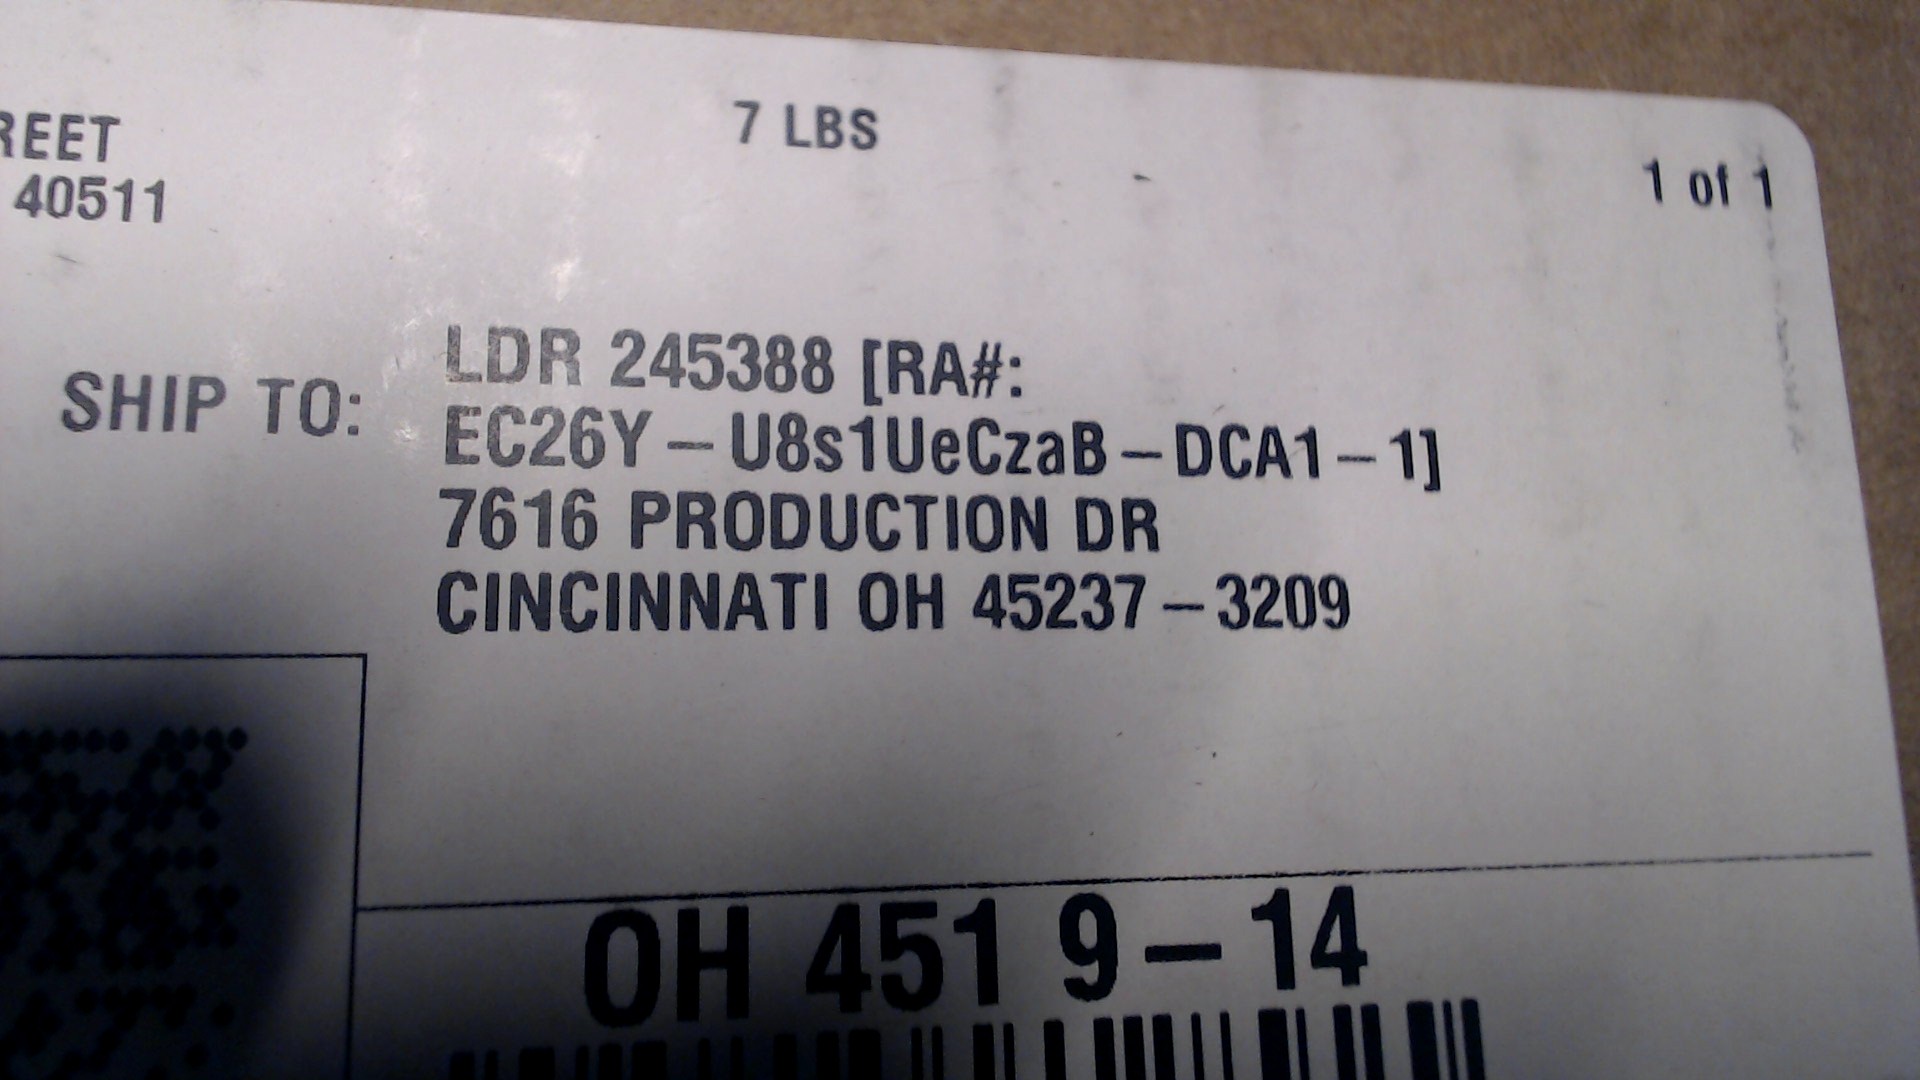 REET
40511
7 LBS
1 of 1
SHIP TO:
LDR 245388 [RA#:
EC26Y-U8s1UeCzaB-DCA1-1]
7616 PRODUCTION DR
CINCINNATI OH 45237-3209
OH 451 9-14